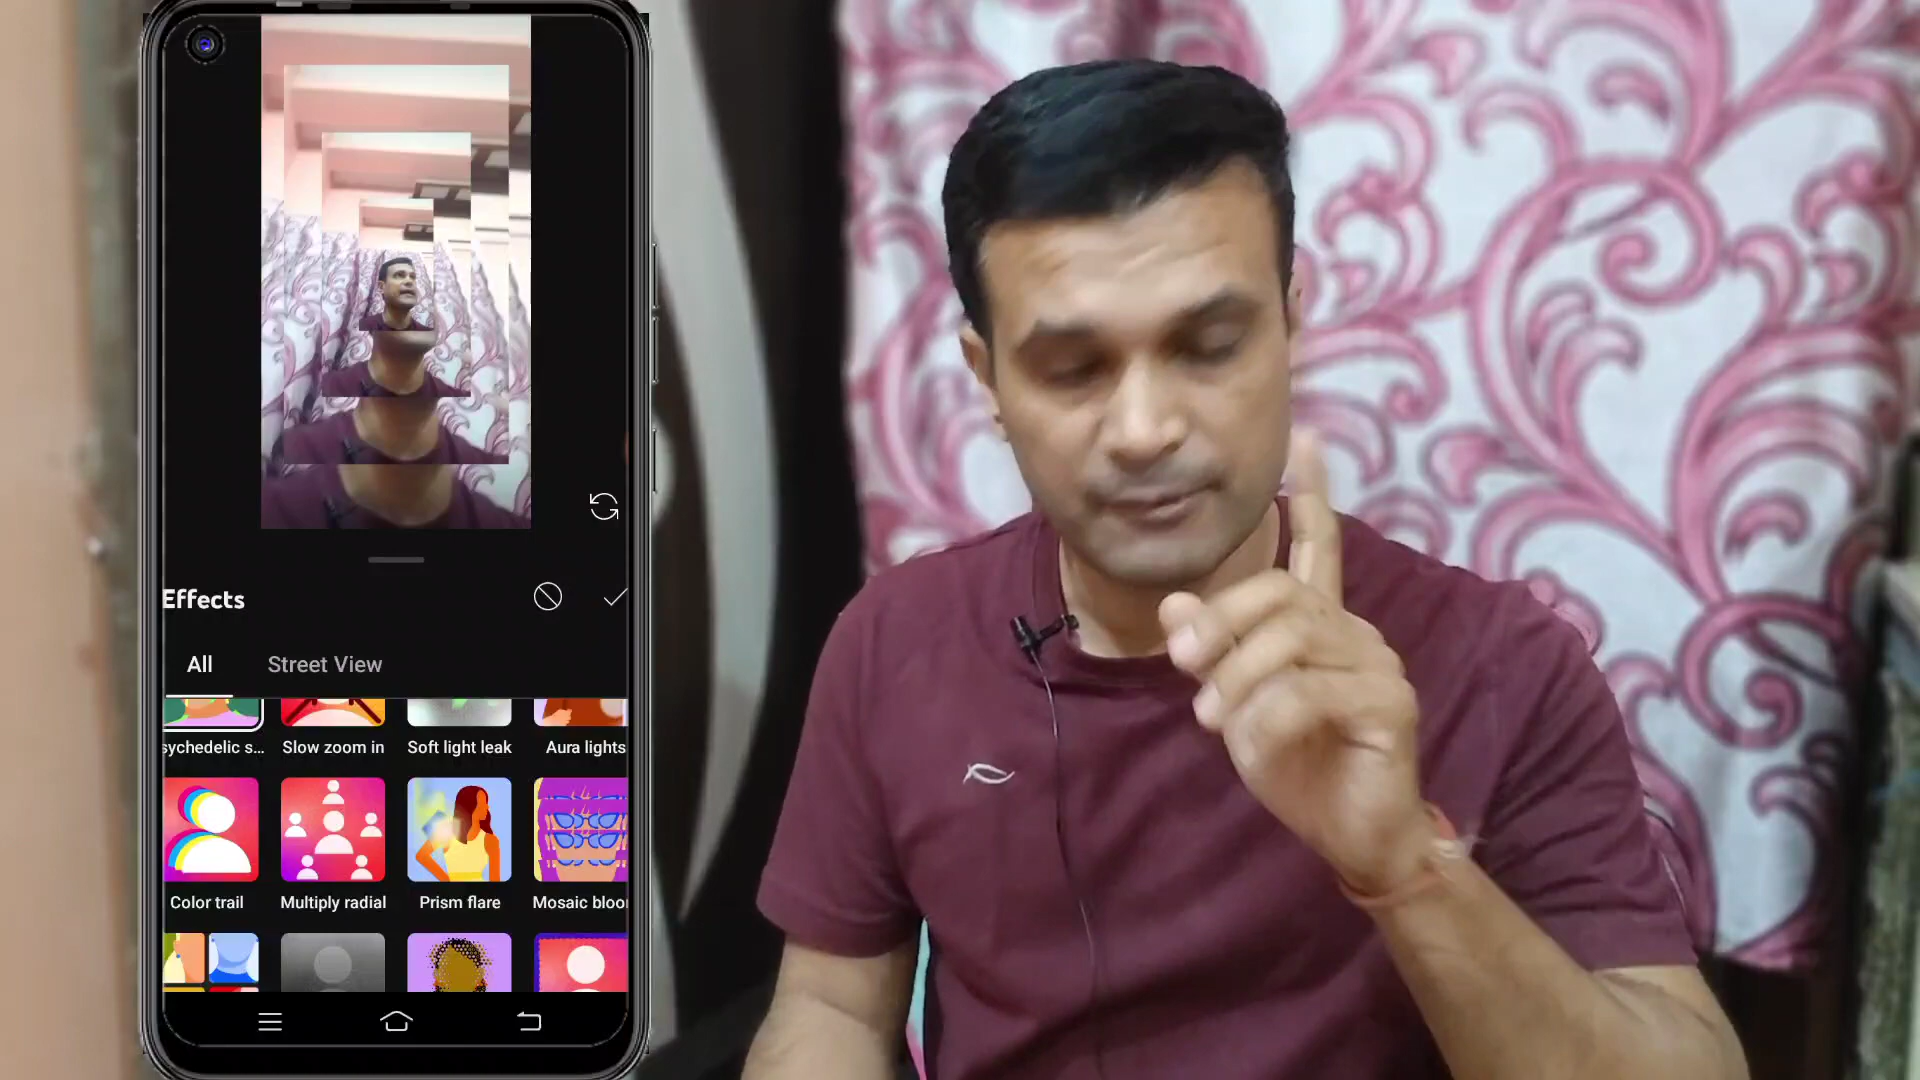 Effects
All
Street View
sychedelic s...
Slow zoom in
Soft light leak
Aura lights
Color trail
Multiply radial
Prism flare
Mosaic bloo